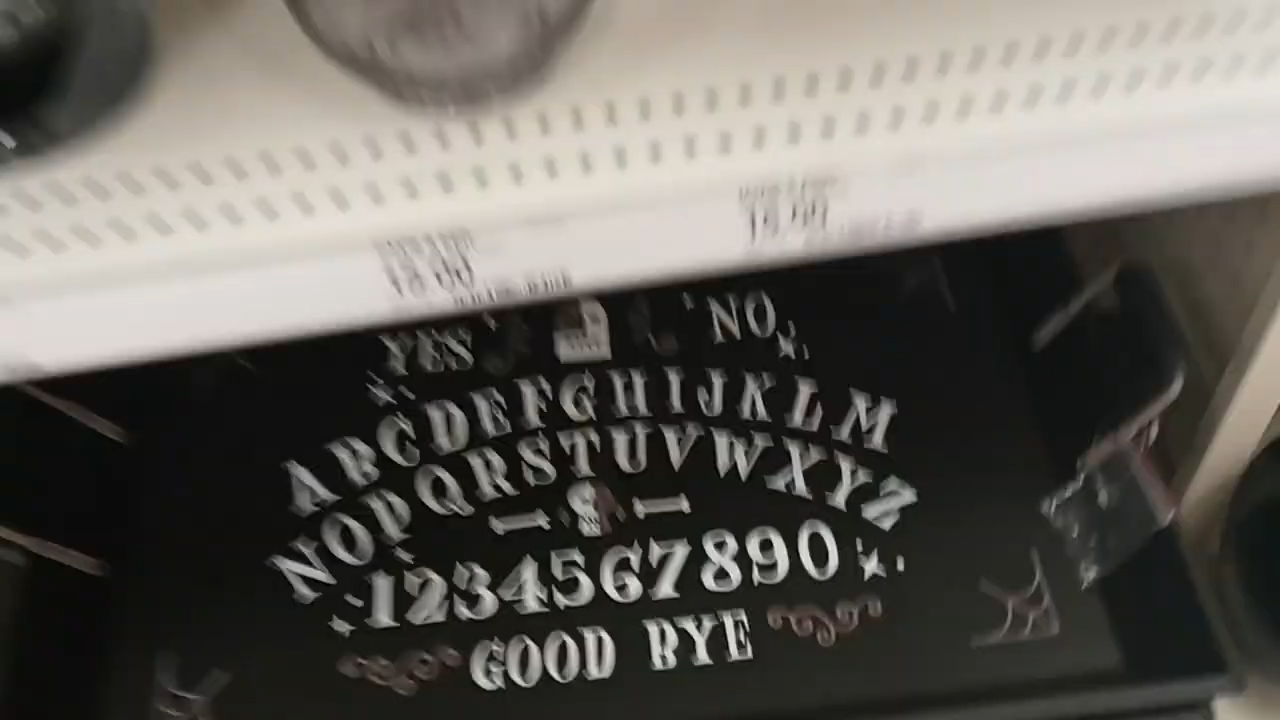 YES NO
ABCDEFGHIJKLM
NOPQRSTUVWXYZ
1234567890
GOOD BYE